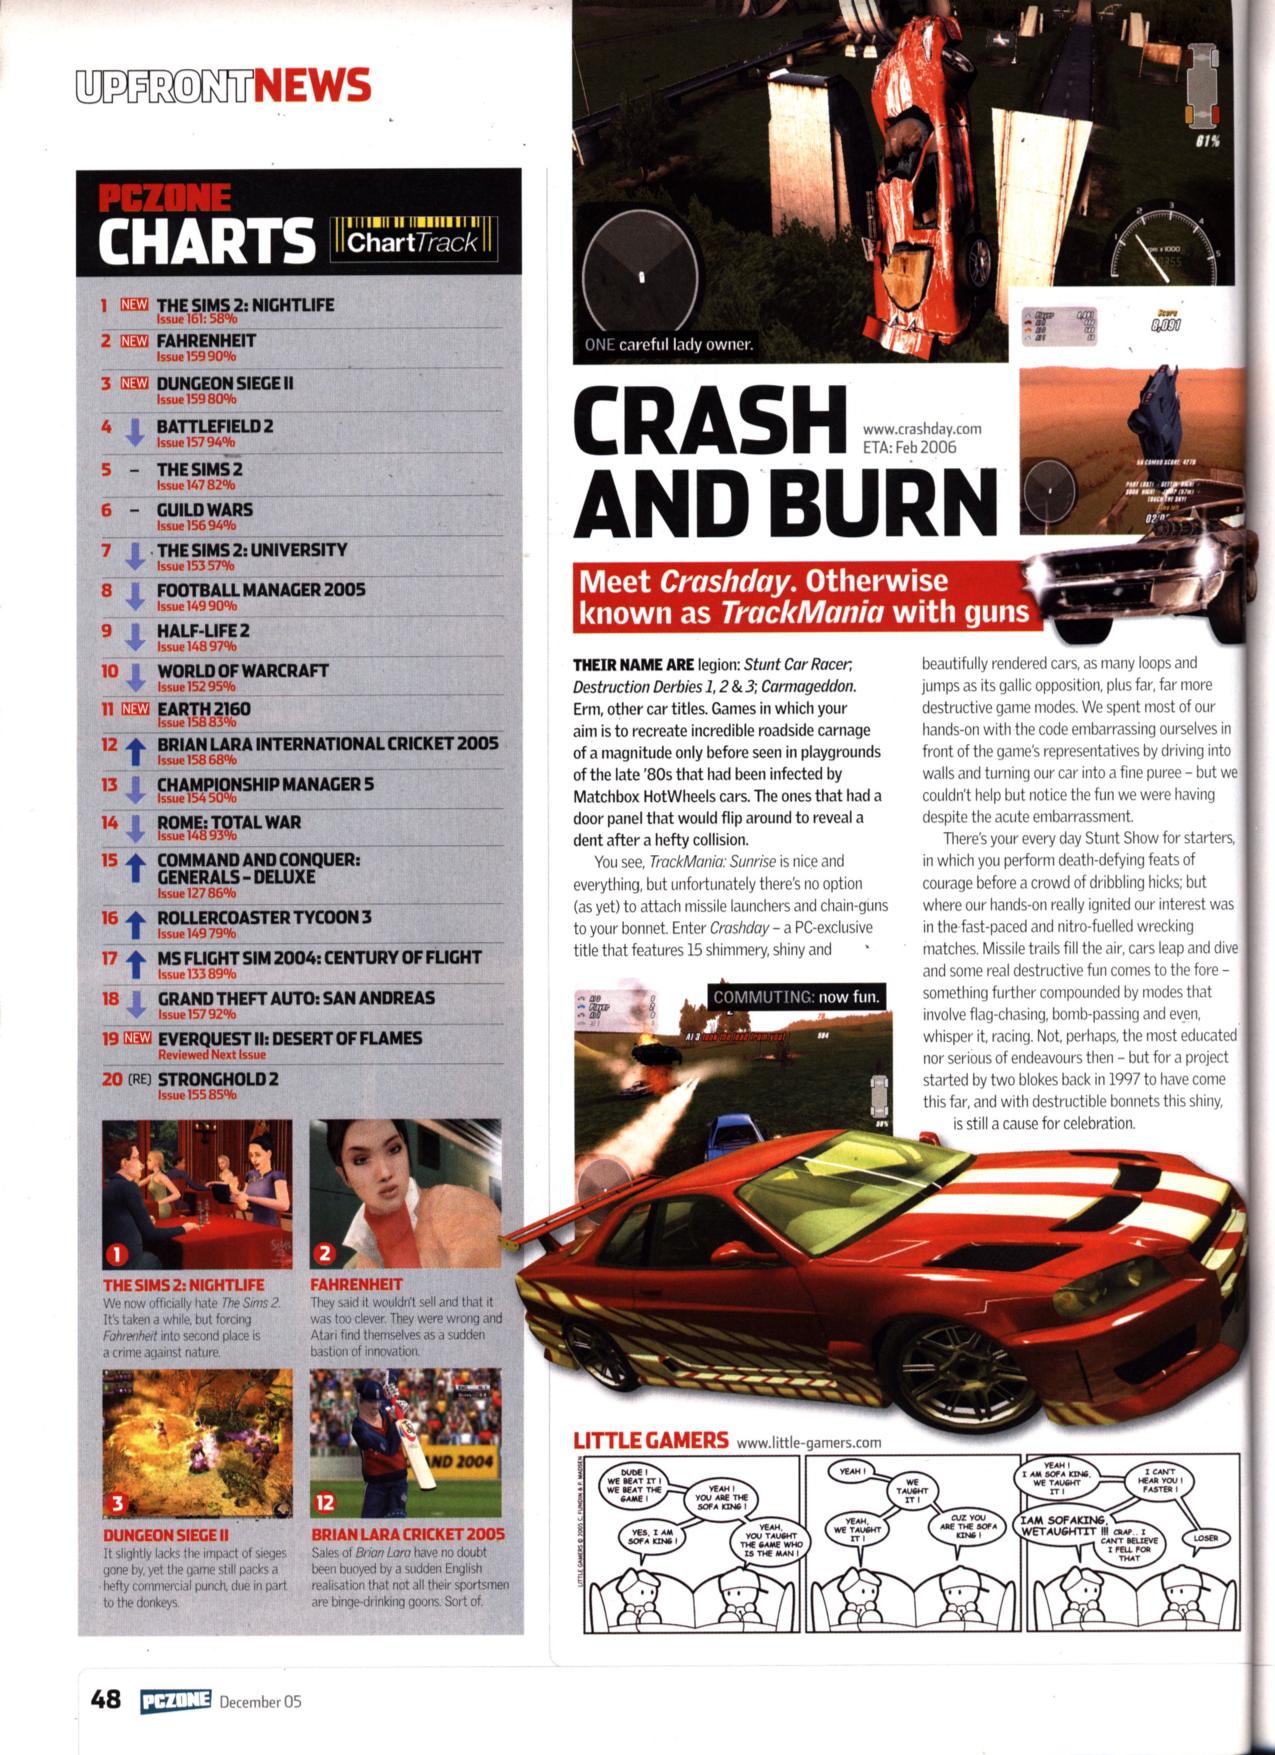 UPFRONTNEWS
PCZONE
CHARTS
ChartTrack
1 NEW THE SIMS 2: NIGHTLIFE
Issue 161: 58%
2 NEW FAHRENHEIT
Issue 159 90%
3 NEW DUNGEON SIEGE II
Issue 159 80%
4 BATTLEFIELD 2
Issue 157 94%
5 – THE SIMS 2
Issue 147 82%
6 – GUILD WARS
Issue 156 94%
7 THE SIMS 2: UNIVERSITY
Issue 153 57%
8 FOOTBALL MANAGER 2005
Issue 149 90%
9 HALF-LIFE 2
Issue 148 97%
10 WORLD OF WARCRAFT
Issue 152 95%
11 NEW EARTH 2160
Issue 158 83%
12 BRIAN LARA INTERNATIONAL CRICKET 2005
Issue 158 68%
13 CHAMPIONSHIP MANAGER 5
Issue 154 50%
14 ROME: TOTAL WAR
Issue 148 93%
15 COMMAND AND CONQUER:
GENERALS – DELUXE
Issue 127 86%
16 ROLLERCOASTER TYCOON 3
Issue 149 79%
17 MS FLIGHT SIM 2004: CENTURY OF FLIGHT
Issue 133 89%
18 GRAND THEFT AUTO: SAN ANDREAS
Issue 157 92%
19 NEW EVERQUEST II: DESERT OF FLAMES
Reviewed Next Issue
20 (RE) STRONGHOLD 2
Issue 155 85%
1
THE SIMS 2: NIGHTLIFE
We now officially hate The Sims 2.
It's taken a while, but forcing
Fahrenheit into second place is
a crime against nature.
2
FAHRENHEIT
They said it wouldn't sell and that it
was too clever. They were wrong and
Atari find themselves as a sudden
bastion of innovation.
3
DUNGEON SIEGE II
It slightly lacks the impact of sieges
gone by, yet the game still packs a
hefty commercial punch, due in part
to the donkeys.
AND 2004
12
BRIAN LARA CRICKET 2005
Sales of Brian Lara have no doubt
been buoyed by a sudden English
realisation that not all their sportsmen
are binge-drinking goons. Sort of.
61%
ONE careful lady owner.
Score
8,091
CRASH
AND BURN
www.crashday.com
ETA: Feb 2006
Meet Crashday. Otherwise
known as TrackMania with guns
THEIR NAME ARE legion: Stunt Car Racer;
Destruction Derbies 1, 2 & 3; Carmageddon.
Erm, other car titles. Games in which your
aim is to recreate incredible roadside carnage
of a magnitude only before seen in playgrounds
of the late '80s that had been infected by
Matchbox HotWheels cars. The ones that had a
door panel that would flip around to reveal a
dent after a hefty collision.
You see, TrackMania: Sunrise is nice and
everything, but unfortunately there's no option
(as yet) to attach missile launchers and chain-guns
to your bonnet. Enter Crashday – a PC-exclusive
title that features 15 shimmery, shiny and
beautifully rendered cars, as many loops and
jumps as its gallic opposition, plus far, far more
destructive game modes. We spent most of our
hands-on with the code embarrassing ourselves in
front of the game's representatives by driving into
walls and turning our car into a fine puree – but we
couldn't help but notice the fun we were having
despite the acute embarrassment.
There's your every day Stunt Show for starters,
in which you perform death-defying feats of
courage before a crowd of dribbling hicks; but
where our hands-on really ignited our interest was
in the fast-paced and nitro-fuelled wrecking
matches. Missile trails fill the air, cars leap and dive
and some real destructive fun comes to the fore –
something further compounded by modes that
involve flag-chasing, bomb-passing and even,
whisper it, racing. Not, perhaps, the most educated
nor serious of endeavours then – but for a project
started by two blokes back in 1997 to have come
this far, and with destructible bonnets this shiny,
is still a cause for celebration.
COMMUTING: now fun.
AI 3 took the lead from you!
LITTLE GAMERS www.little-gamers.com
LITTLE GAMERS © 2005 C. FUNDIN & P. MADSEN
DUDE !
WE BEAT IT !
WE BEAT THE
GAME !
YEAH !
YOU ARE THE
SOFA KING !
YES, I AM
SOFA KING !
YEAH,
YOU TAUGHT
THE GAME WHO
IS THE MAN !
YEAH !
WE
TAUGHT
IT !
YEAH,
WE TAUGHT
IT !
CUZ YOU
ARE THE SOFA
KING !
YEAH !
I AM SOFA KING,
WE TAUGHT
IT !
I CAN'T
HEAR YOU !
FASTER !
IAM SOFAKING,
WETAUGHTIT !!!
CRAP.. I
CAN'T BELIEVE
I FELL FOR
THAT
LOSER
48 PCZONE December 05